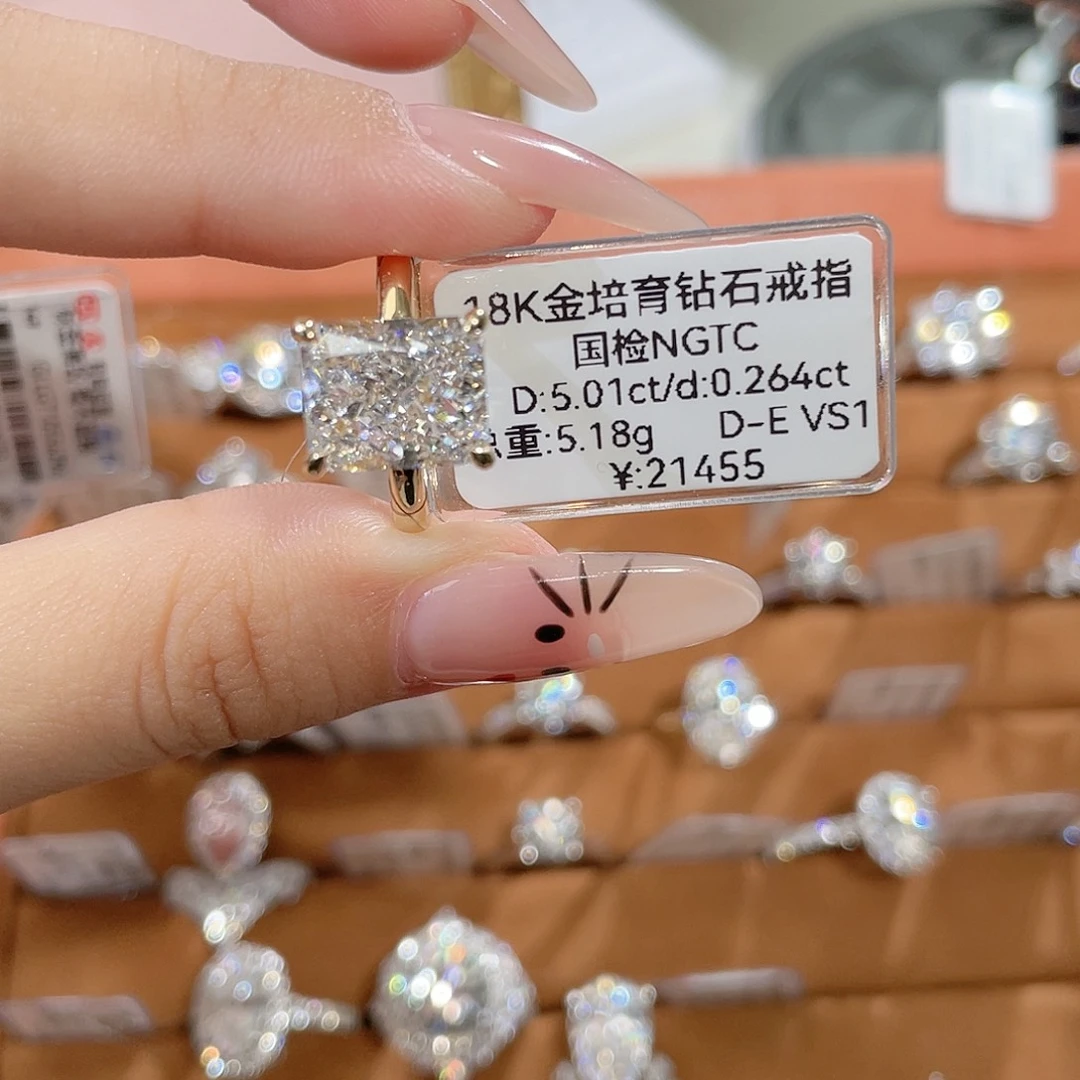 18K金培育钻石戒指
国检NGTC
D:5.01ct/d:0.264ct
总重:5.18g D-E VS1
¥:21455